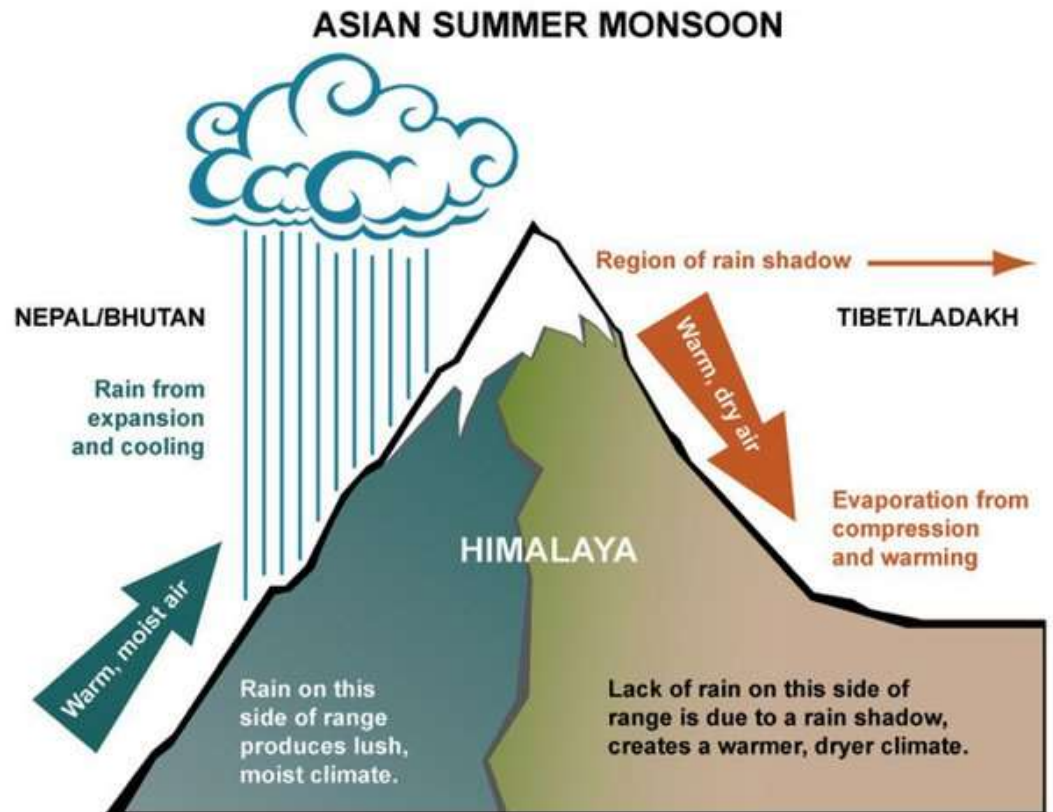 ASIAN SUMMER MONSOON
Region of rain shadow
NEPAL/BHUTAN
TIBET/LADAKH
Rain from
expansion
and cooling
Warm, dry air
Evaporation from
compression
and warming
HIMALAYA
Warm, moist air
Rain on this
side of range
produces lush,
moist climate.
Lack of rain on this side of
range is due to a rain shadow,
creates a warmer, dryer climate.